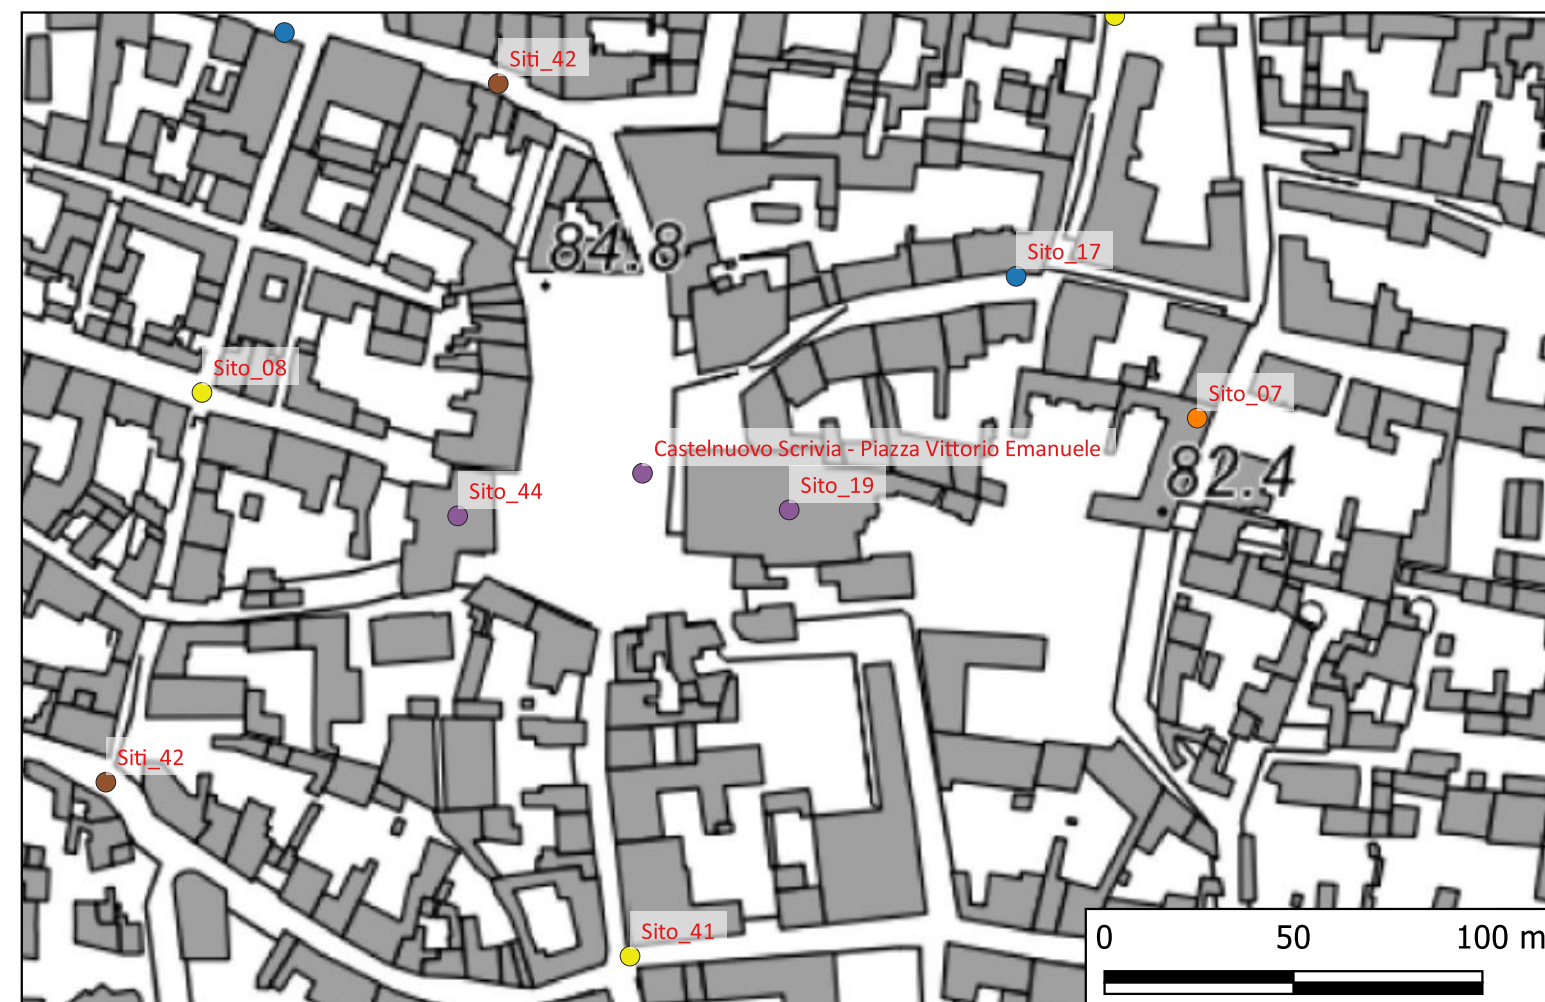 Siti_42
84.8
Sito_17
Sito_08
Sito_07
Castelnuovo Scrivia - Piazza Vittorio Emanuele
Sito_44
Sito_19
82.4
Siti_42
Sito_41
0 50 100 m